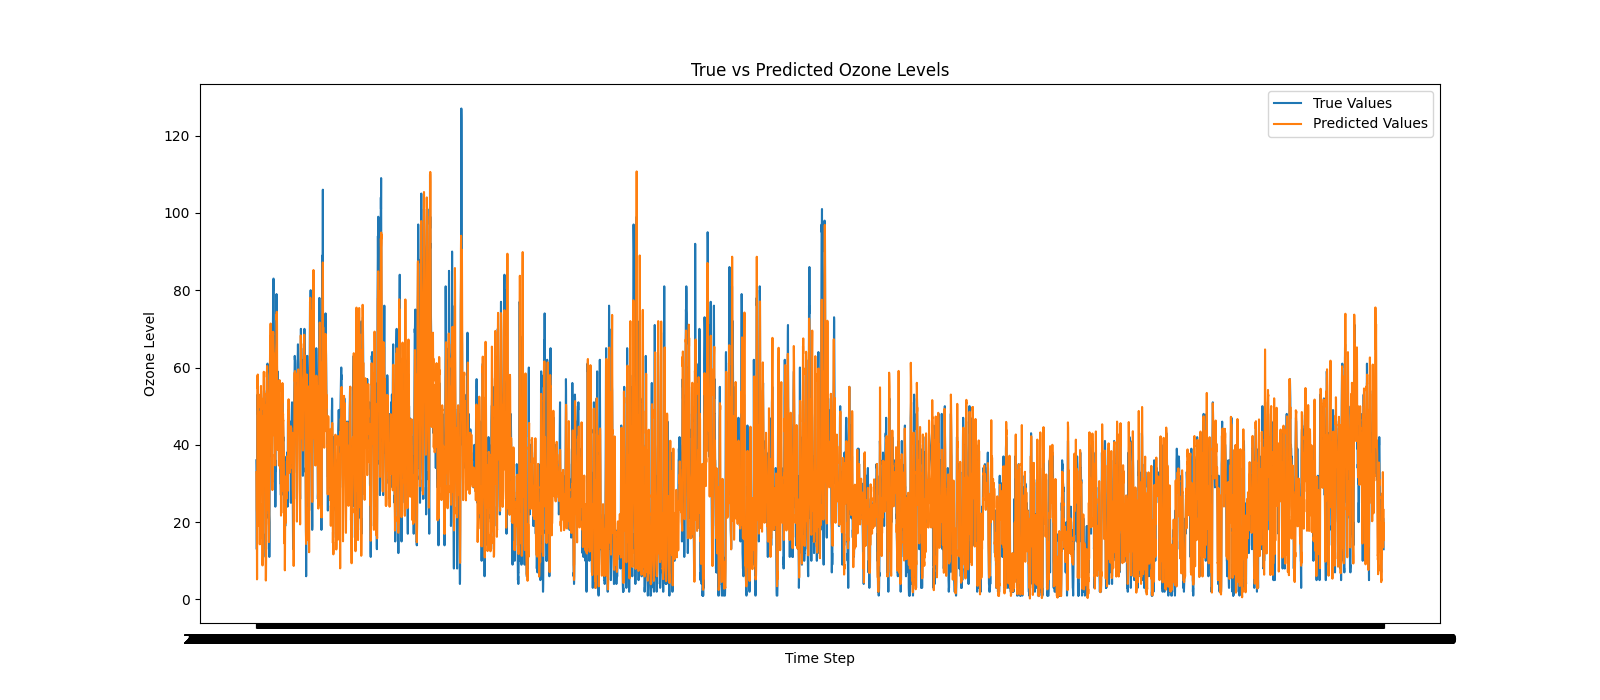 True vs Predicted Ozone Levels
True Values
Predicted Values
120
100
80
60
40
20
0
Ozone Level
Time Step